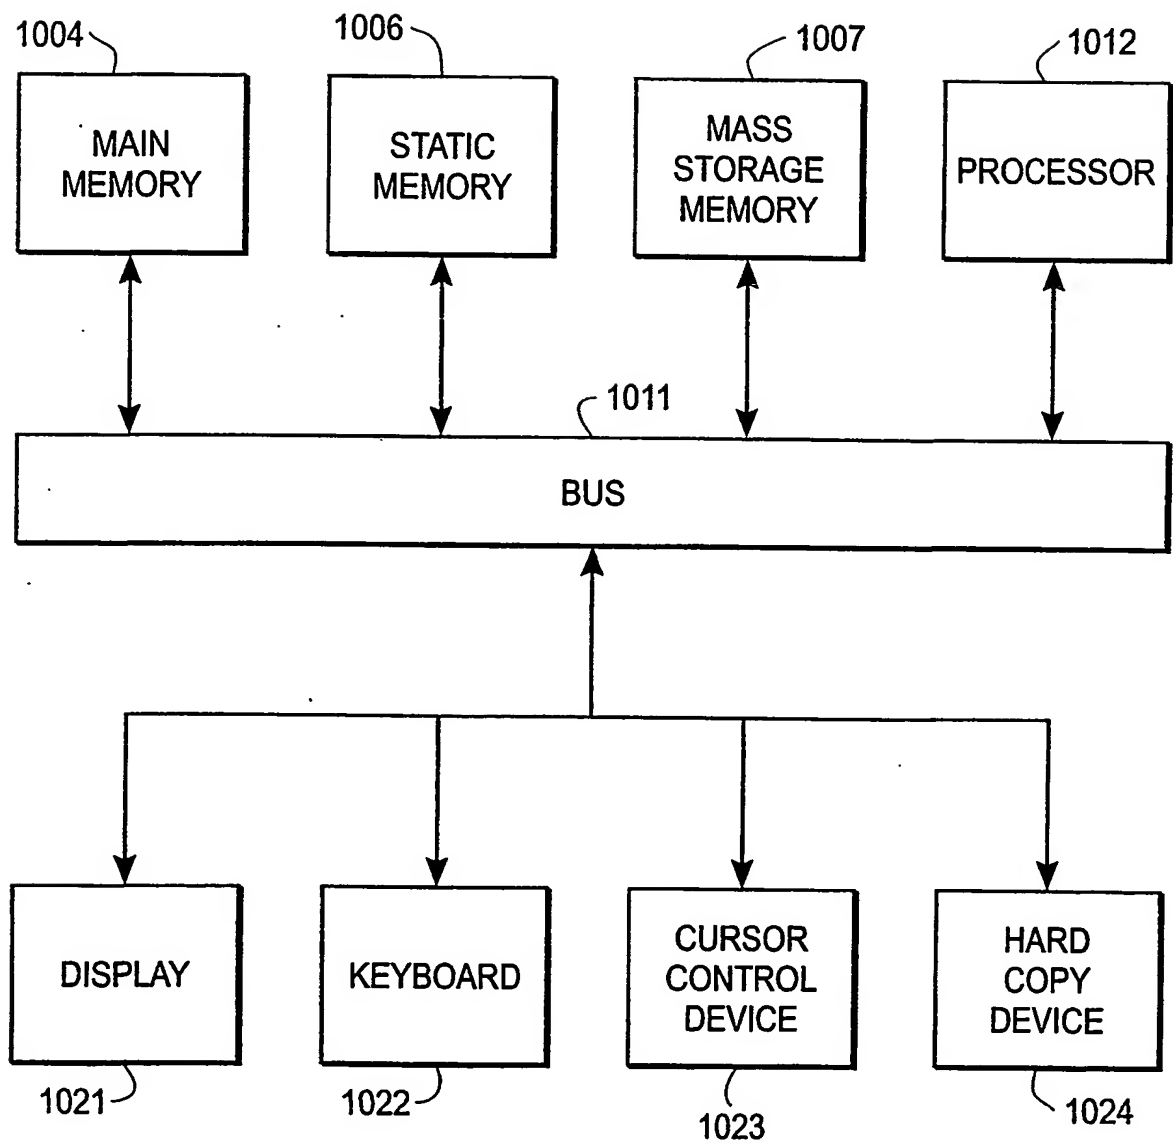 1004
1006
1007
1012
MAIN
MEMORY
STATIC
MEMORY
MASS
STORAGE
MEMORY
PROCESSOR
1011
BUS
DISPLAY
KEYBOARD
CURSOR
CONTROL
DEVICE
HARD
COPY
DEVICE
1021
1022
1023
1024